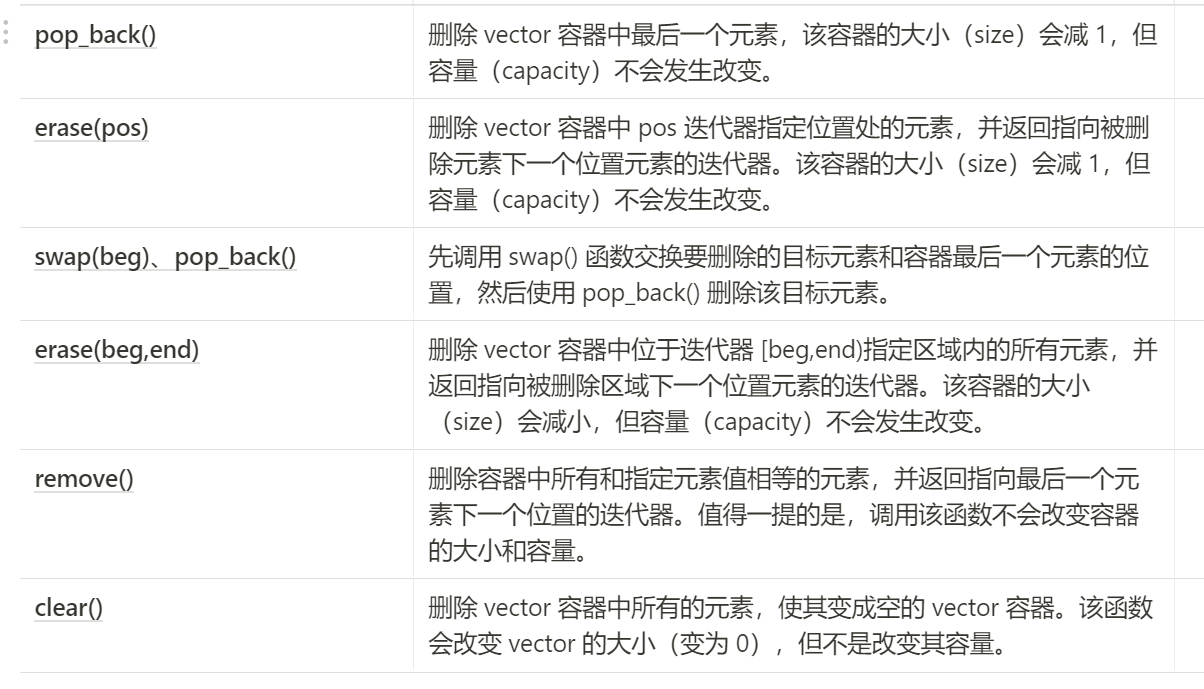 pop_back()
删除 vector 容器中最后一个元素，该容器的大小（size）会减 1，但
容量（capacity）不会发生改变。
erase(pos)
删除 vector 容器中 pos 迭代器指定位置处的元素，并返回指向被删
除元素下一个位置元素的迭代器。该容器的大小（size）会减 1，但
容量（capacity）不会发生改变。
swap(beg)、pop_back()
先调用 swap() 函数交换要删除的目标元素和容器最后一个元素的位
置，然后使用 pop_back() 删除该目标元素。
erase(beg,end)
删除 vector 容器中位于迭代器 [beg,end)指定区域内的所有元素，并
返回指向被删除区域下一个位置元素的迭代器。该容器的大小
（size）会减小，但容量（capacity）不会发生改变。
remove()
删除容器中所有和指定元素值相等的元素，并返回指向最后一个元
素下一个位置的迭代器。值得一提的是，调用该函数不会改变容器
的大小和容量。
clear()
删除 vector 容器中所有的元素，使其变成空的 vector 容器。该函数
会改变 vector 的大小（变为 0），但不是改变其容量。